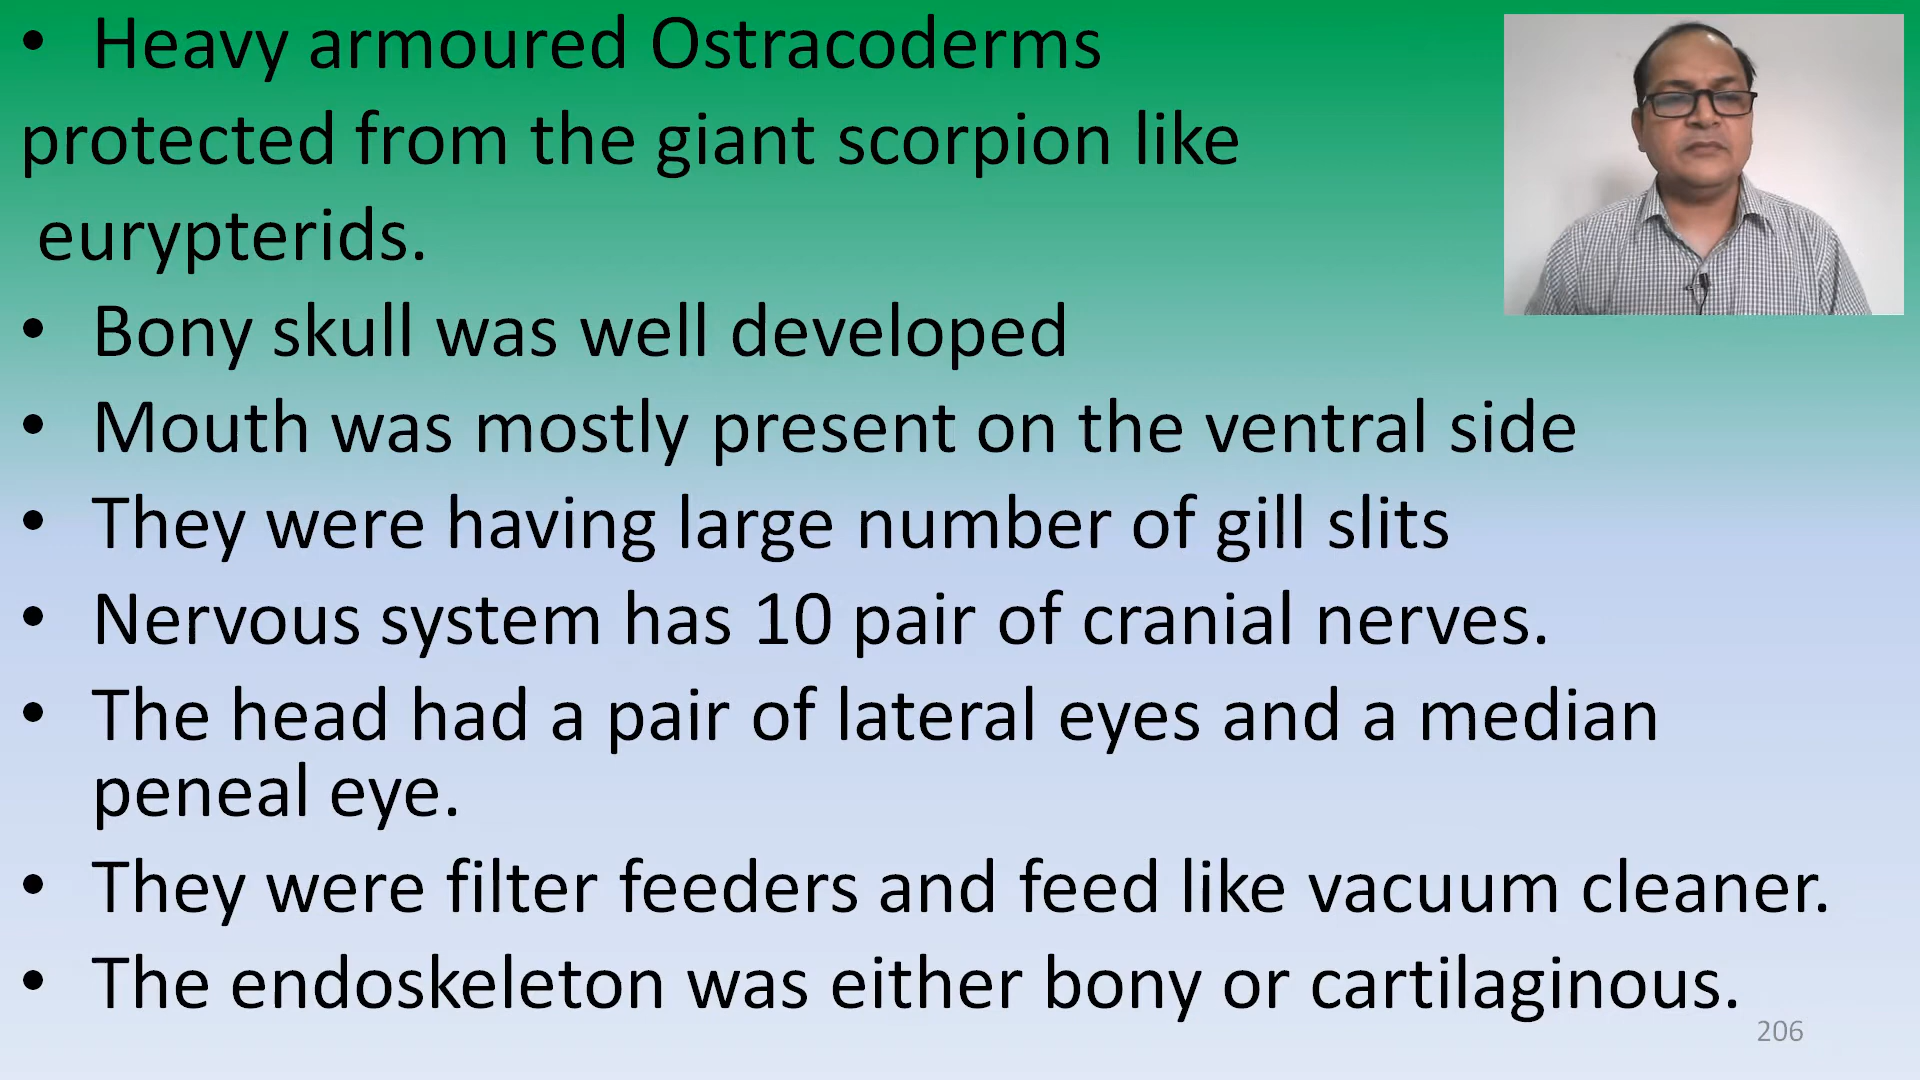 • Heavy armoured Ostracoderms
protected from the giant scorpion like
eurypterids.
• Bony skull was well developed
• Mouth was mostly present on the ventral side
• They were having large number of gill slits
• Nervous system has 10 pair of cranial nerves.
• The head had a pair of lateral eyes and a median
peneal eye.
• They were filter feeders and feed like vacuum cleaner.
• The endoskeleton was either bony or cartilaginous.
206